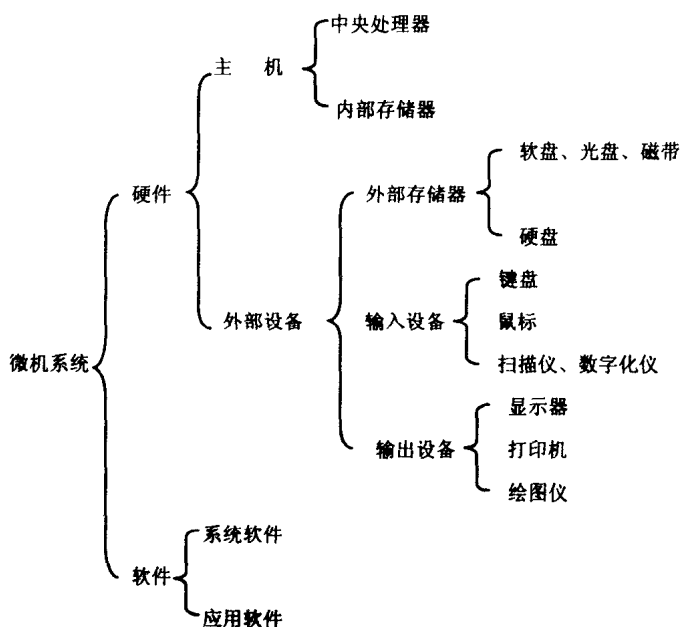 中央处理器
主 机
内部存储器
软盘、光盘、磁带
硬件
外部存储器
硬盘
键盘
外部设备
输入设备
鼠标
微机系统
扫描仪、数字化仪
显示器
输出设备
打印机
绘图仪
系统软件
软件
应用软件